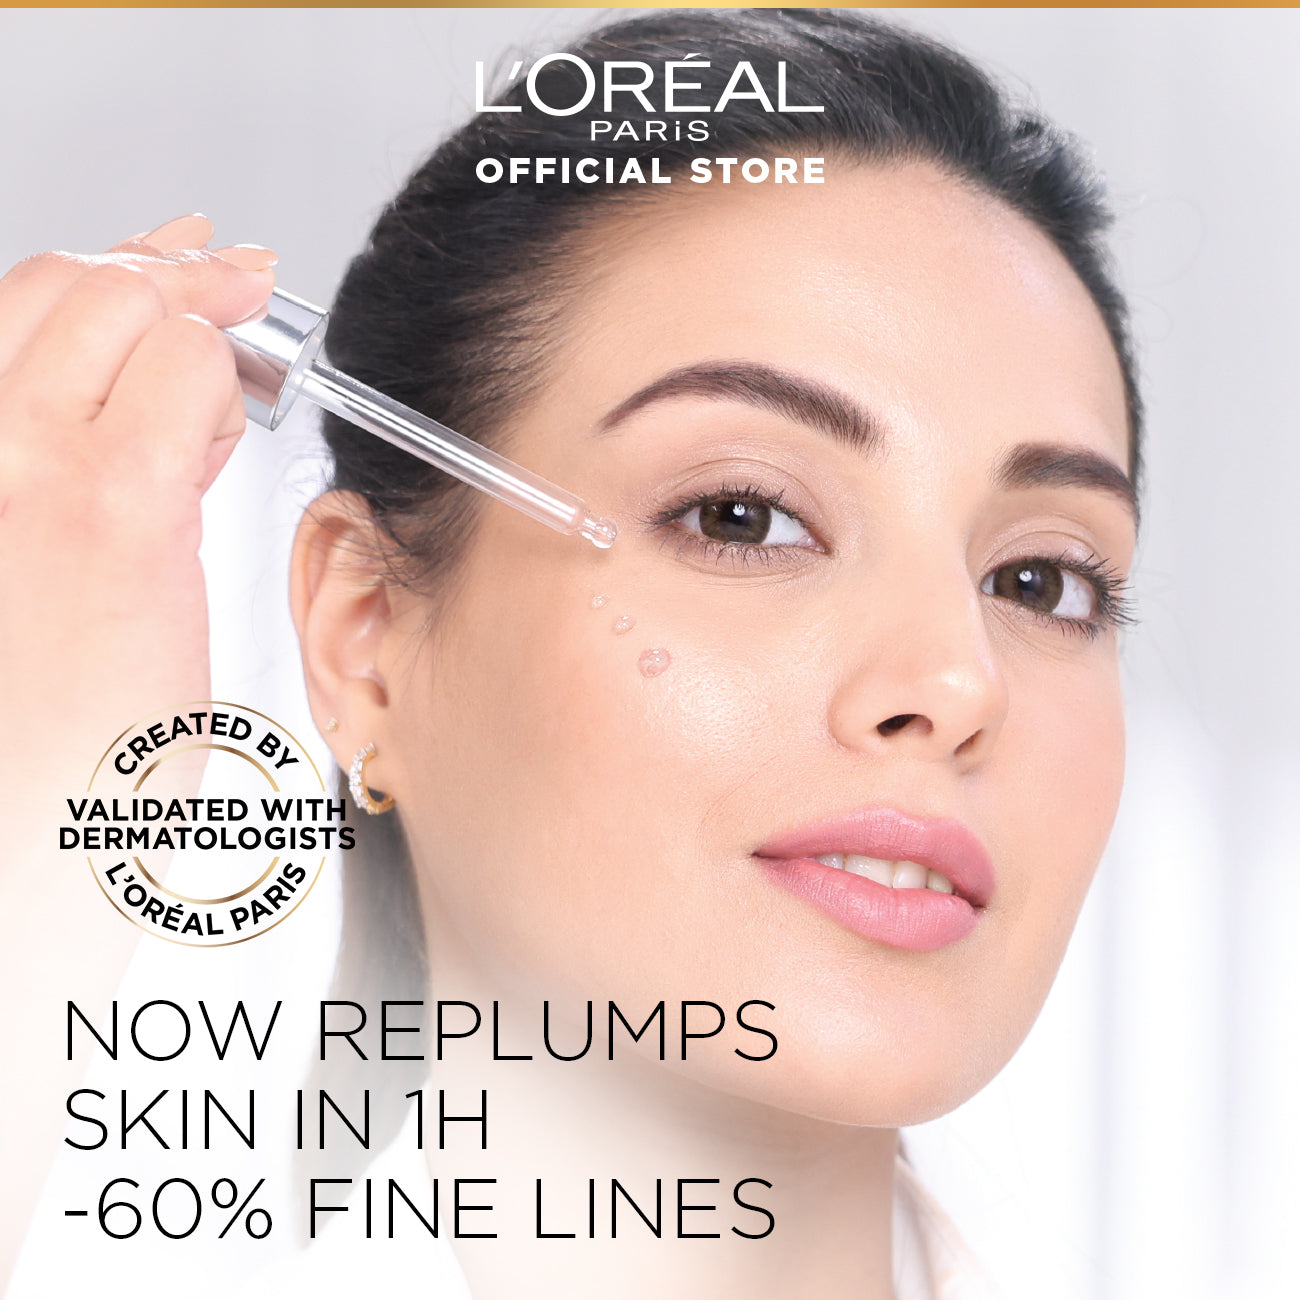 L'ORÉAL
PARiS
OFFICIAL STORE
CREATED BY
VALIDATED WITH
DERMATOLOGISTS
L'ORÉAL PARIS
NOW REPLUMPS
SKIN IN 1H
-60% FINE LINES